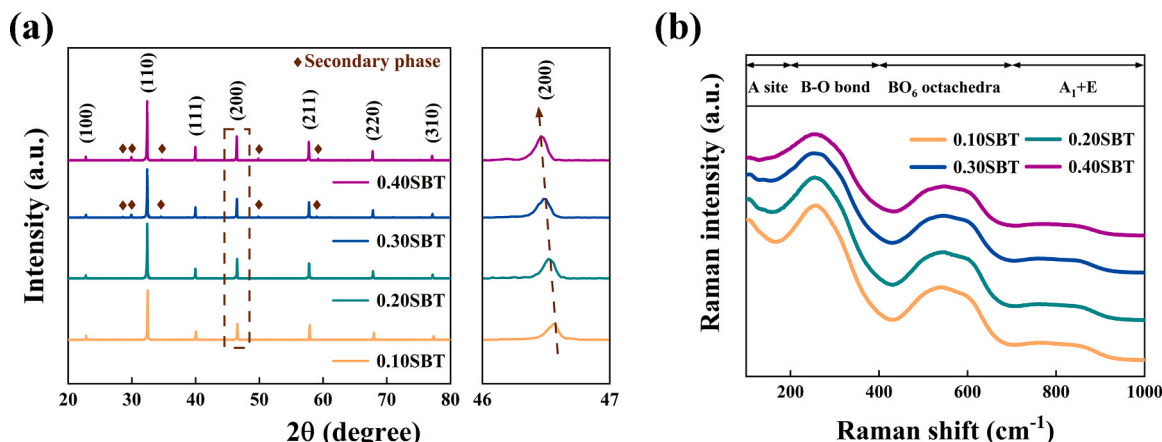 (a)
◆Secondary phase
(100)
(110)
(111)
(200)
(211)
(220)
(310)
0.40SBT
0.30SBT
0.20SBT
0.10SBT
Intensity (a.u.)
20 30 40 50 60 70 80
2θ (degree)
(200)
46 47
(b)
A site B-O bond BO₆ octachedra A₁+E
0.10SBT 0.20SBT
0.30SBT 0.40SBT
Raman intensity (a.u.)
200 400 600 800 1000
Raman shift (cm⁻¹)